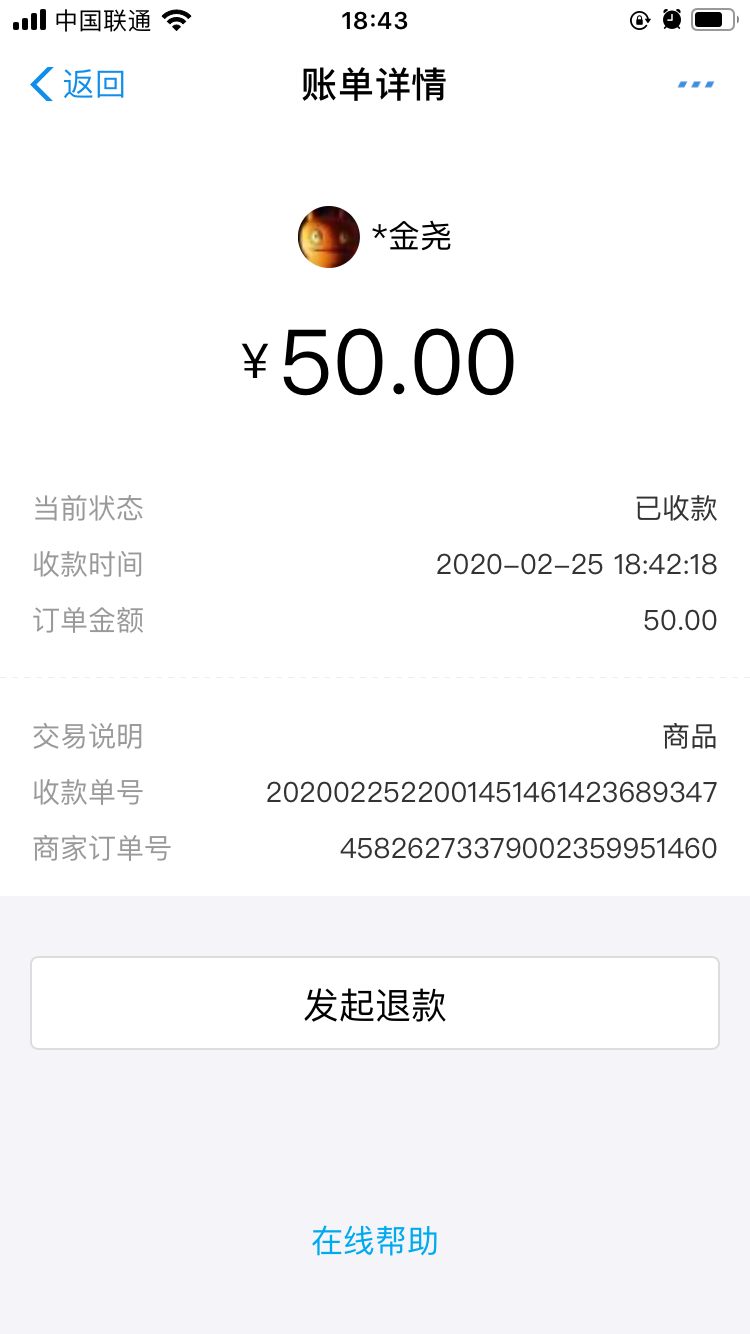 中国联通 18:43
返回 账单详情
*金尧
¥50.00
当前状态 已收款
收款时间 2020-02-25 18:42:18
订单金额 50.00
交易说明 商品
收款单号 2020022522001451461423689347
商家订单号 45826273379002359951460
发起退款
在线帮助